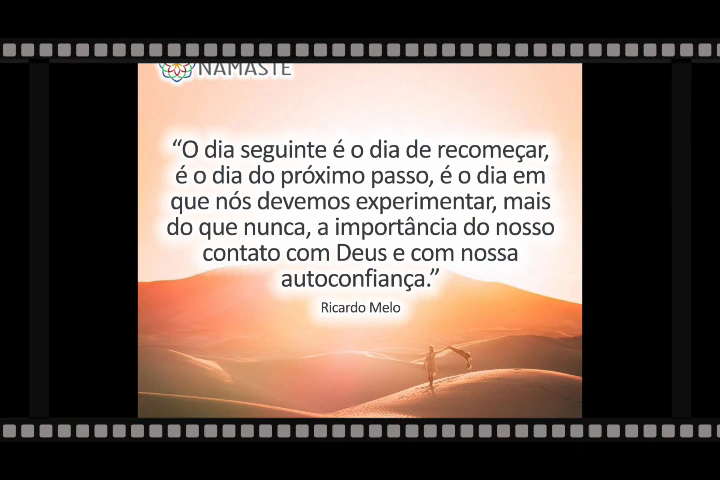 NAMASTÊ
“O dia seguinte é o dia de recomeçar,
é o dia do próximo passo, é o dia em
que nós devemos experimentar, mais
do que nunca, a importância do nosso
contato com Deus e com nossa
autoconfiança.”
Ricardo Melo